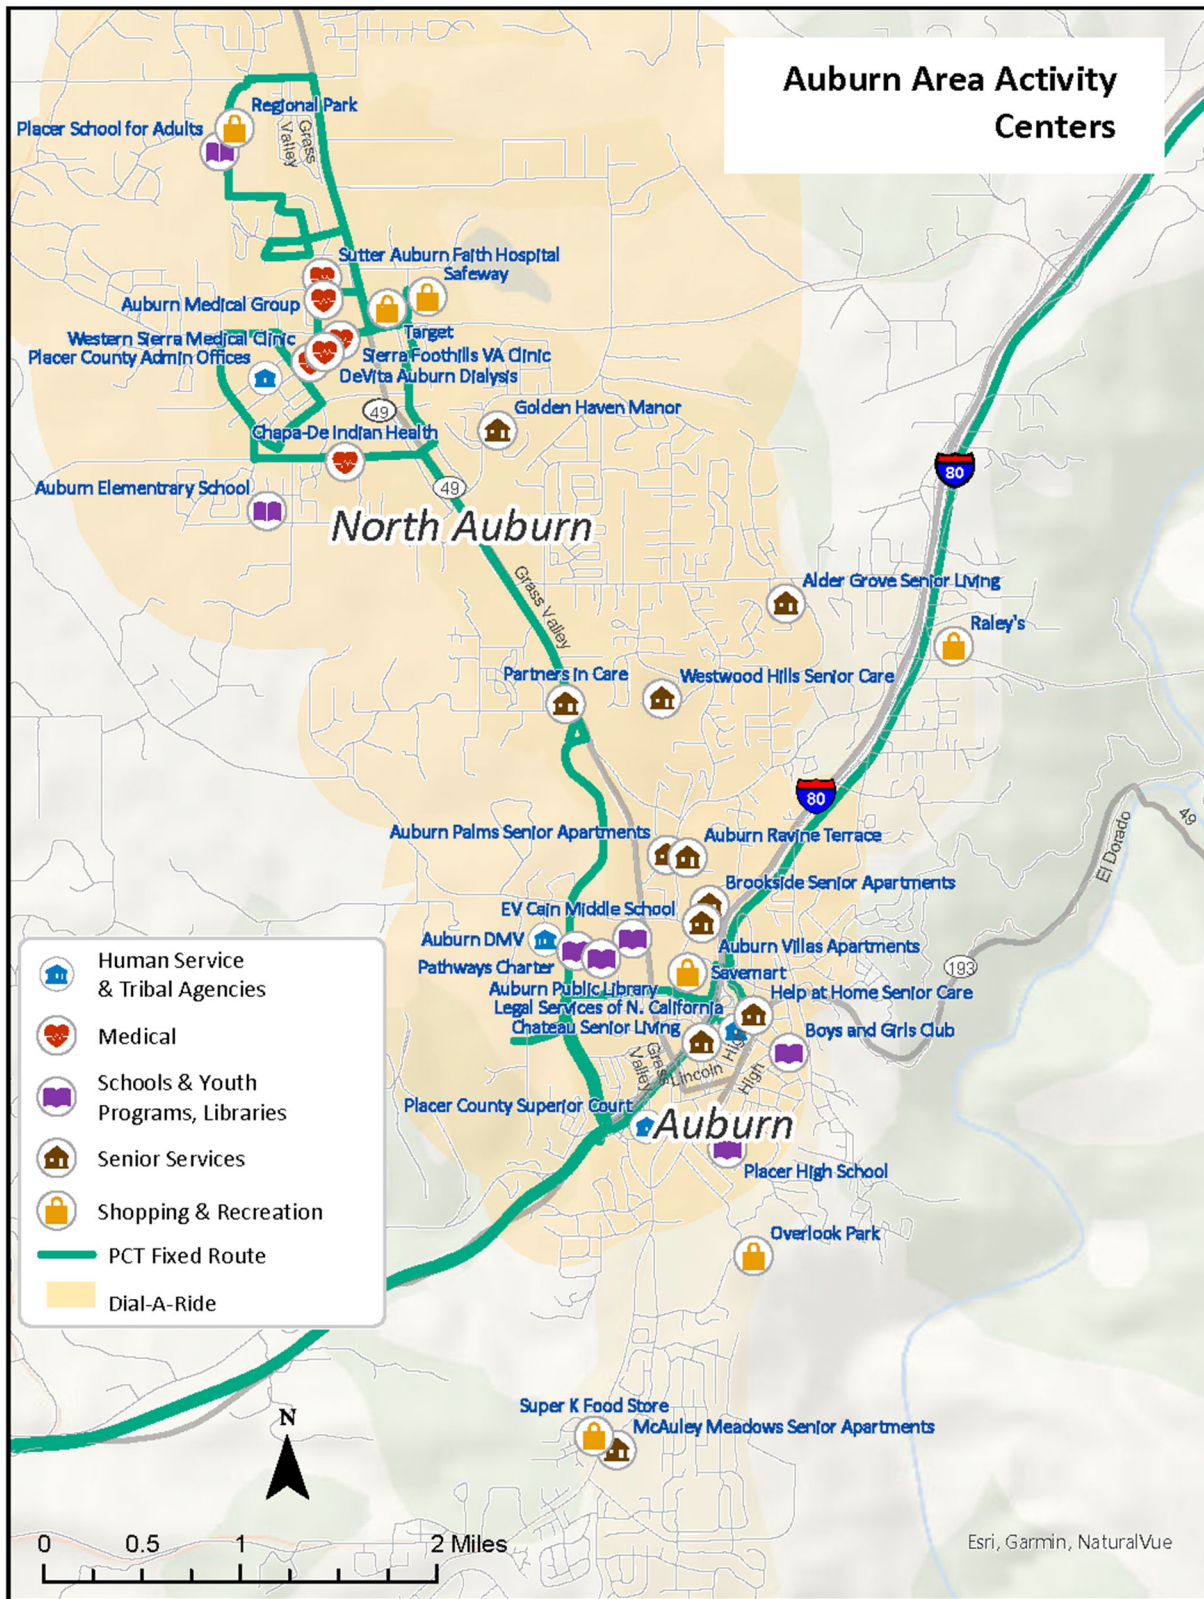 Auburn Area Activity
Centers
Regional Park
Placer School for Adults
Grass
Valley
Sutter Auburn Faith Hospital
Safeway
Auburn Medical Group
Target
Western Sierra Medical Clinic
Sierra Foothills VA Clinic
Placer County Admin Offices
DeVita Auburn Dialysis
49
Golden Haven Manor
Chapa-De Indian Health
80
Auburn Elementrary School
49
North Auburn
Grass Valley
Alder Grove Senior Living
Raley's
Partners in Care
Westwood Hills Senior Care
80
49
El Dorado
Auburn Palms Senior Apartments
Auburn Ravine Terrace
Brookside Senior Apartments
EV Cain Middle School
Auburn DMV
Auburn Villas Apartments
Pathways Charter
Savemart
193
Auburn Public Library
Help at Home Senior Care
Legal Services of N. California
Chateau Senior Living
Boys and Girls Club
High
Grass
Valley
Lincoln
High
Placer County Superior Court
Auburn
Placer High School
Overlook Park
Super K Food Store
McAuley Meadows Senior Apartments
Human Service
& Tribal Agencies
Medical
Schools & Youth
Programs, Libraries
Senior Services
Shopping & Recreation
PCT Fixed Route
Dial-A-Ride
N
0 0.5 1 2 Miles
Esri, Garmin, NaturalVue